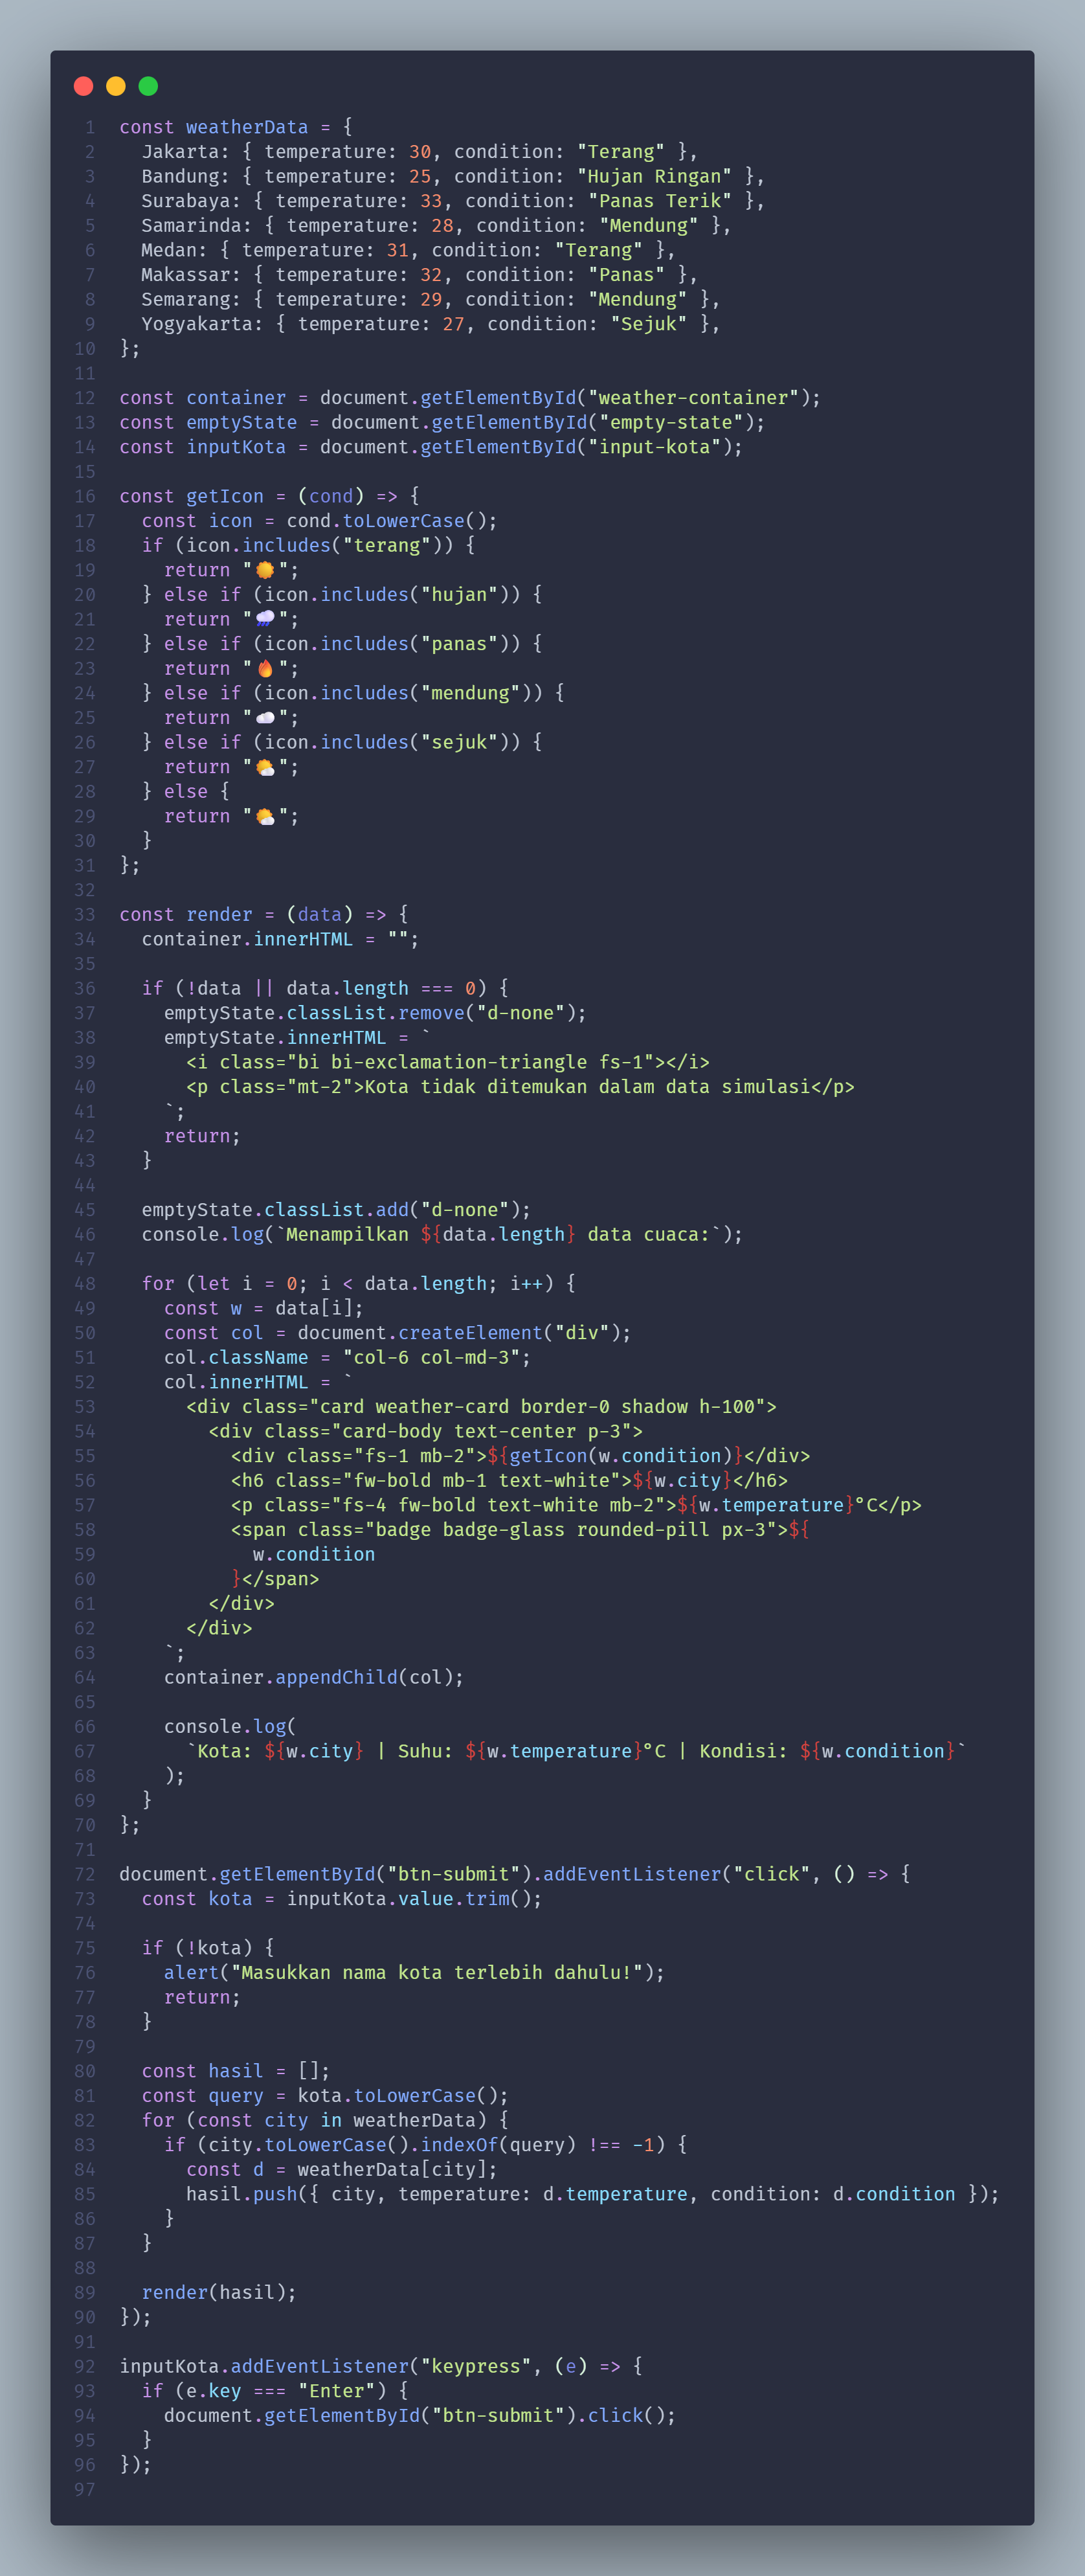 1 const weatherData = {
2   Jakarta: { temperature: 30, condition: "Terang" },
3   Bandung: { temperature: 25, condition: "Hujan Ringan" },
4   Surabaya: { temperature: 33, condition: "Panas Terik" },
5   Samarinda: { temperature: 28, condition: "Mendung" },
6   Medan: { temperature: 31, condition: "Terang" },
7   Makassar: { temperature: 32, condition: "Panas" },
8   Semarang: { temperature: 29, condition: "Mendung" },
9   Yogyakarta: { temperature: 27, condition: "Sejuk" },
10 };
11
12 const container = document.getElementById("weather-container");
13 const emptyState = document.getElementById("empty-state");
14 const inputKota = document.getElementById("input-kota");
15
16 const getIcon = (cond) => {
17   const icon = cond.toLowerCase();
18   if (icon.includes("terang")) {
19     return "☀️";
20   } else if (icon.includes("hujan")) {
21     return "🌧️";
22   } else if (icon.includes("panas")) {
23     return "🔥";
24   } else if (icon.includes("mendung")) {
25     return "☁️";
26   } else if (icon.includes("sejuk")) {
27     return "🌤️";
28   } else {
29     return "🌤️";
30   }
31 };
32
33 const render = (data) => {
34   container.innerHTML = "";
35
36   if (!data || data.length === 0) {
37     emptyState.classList.remove("d-none");
38     emptyState.innerHTML = `
39       <i class="bi bi-exclamation-triangle fs-1"></i>
40       <p class="mt-2">Kota tidak ditemukan dalam data simulasi</p>
41     `;
42     return;
43   }
44
45   emptyState.classList.add("d-none");
46   console.log(`Menampilkan ${data.length} data cuaca:`);
47
48   for (let i = 0; i < data.length; i++) {
49     const w = data[i];
50     const col = document.createElement("div");
51     col.className = "col-6 col-md-3";
52     col.innerHTML = `
53       <div class="card weather-card border-0 shadow h-100">
54         <div class="card-body text-center p-3">
55           <div class="fs-1 mb-2">${getIcon(w.condition)}</div>
56           <h6 class="fw-bold mb-1 text-white">${w.city}</h6>
57           <p class="fs-4 fw-bold text-white mb-2">${w.temperature}°C</p>
58           <span class="badge badge-glass rounded-pill px-3">${
59             w.condition
60           }</span>
61         </div>
62       </div>
63     `;
64     container.appendChild(col);
65
66     console.log(
67       `Kota: ${w.city} | Suhu: ${w.temperature}°C | Kondisi: ${w.condition}`
68     );
69   }
70 };
71
72 document.getElementById("btn-submit").addEventListener("click", () => {
73   const kota = inputKota.value.trim();
74
75   if (!kota) {
76     alert("Masukkan nama kota terlebih dahulu!");
77     return;
78   }
79
80   const hasil = [];
81   const query = kota.toLowerCase();
82   for (const city in weatherData) {
83     if (city.toLowerCase().indexOf(query) !== -1) {
84       const d = weatherData[city];
85       hasil.push({ city, temperature: d.temperature, condition: d.condition });
86     }
87   }
88
89   render(hasil);
90 });
91
92 inputKota.addEventListener("keypress", (e) => {
93   if (e.key === "Enter") {
94     document.getElementById("btn-submit").click();
95   }
96 });
97